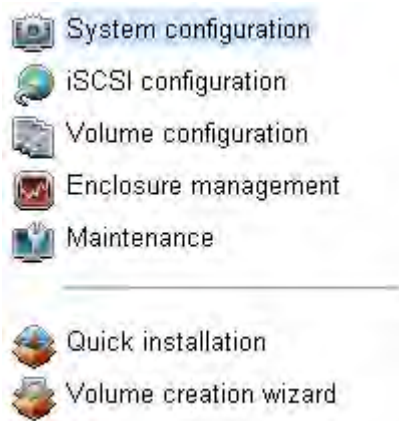 System configuration
iSCSI configuration
Volume configuration
Enclosure management
Maintenance
Quick installation
Volume creation wizard